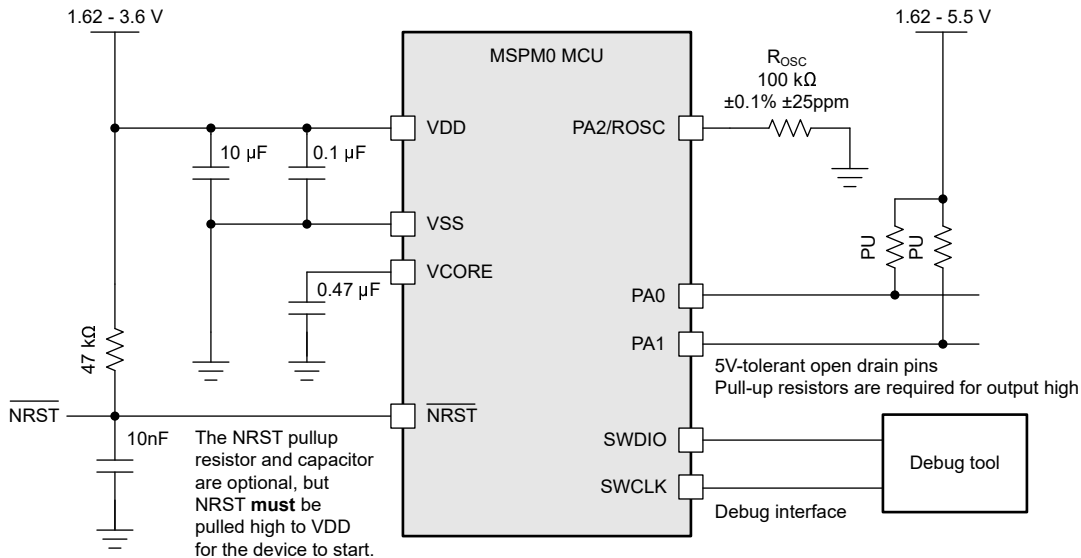 1.62 - 3.6 V
1.62 - 5.5 V
MSPM0 MCU
ROSC
100 kΩ
±0.1% ±25ppm
VDD
PA2/ROSC
10 µF
0.1 µF
VSS
VCORE
0.47 µF
PU
PU
PA0
PA1
47 kΩ
5V-tolerant open drain pins
Pull-up resistors are required for output high
NRST
NRST
10nF
The NRST pullup
resistor and capacitor
are optional, but
NRST must be
pulled high to VDD
for the device to start.
SWDIO
SWCLK
Debug tool
Debug interface